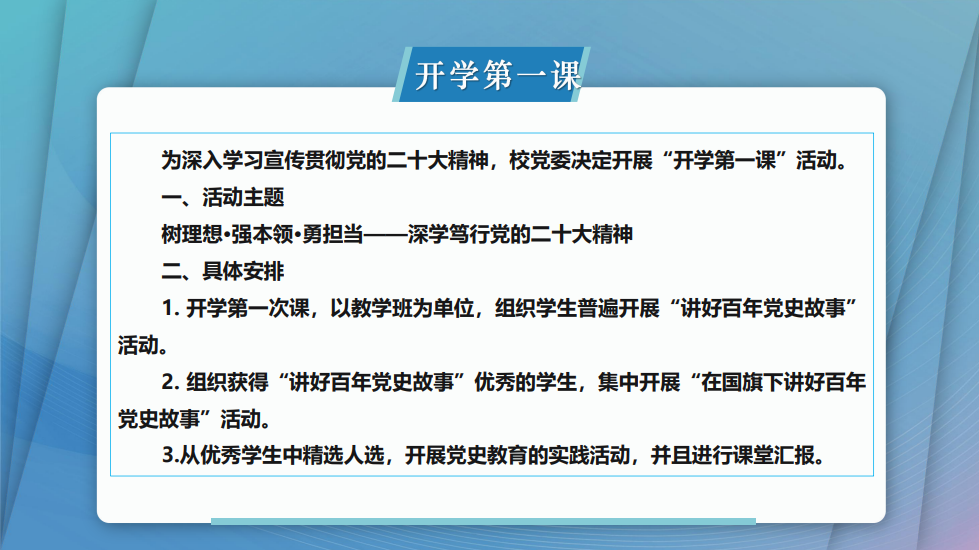 开学第一课
为深入学习宣传贯彻党的二十大精神，校党委决定开展“开学第一课”活动。
一、活动主题
树理想•强本领•勇担当——深学笃行党的二十大精神
二、具体安排
1. 开学第一次课，以教学班为单位，组织学生普遍开展“讲好百年党史故事”
活动。
2. 组织获得“讲好百年党史故事”优秀的学生，集中开展“在国旗下讲好百年
党史故事”活动。
3.从优秀学生中精选人选，开展党史教育的实践活动，并且进行课堂汇报。